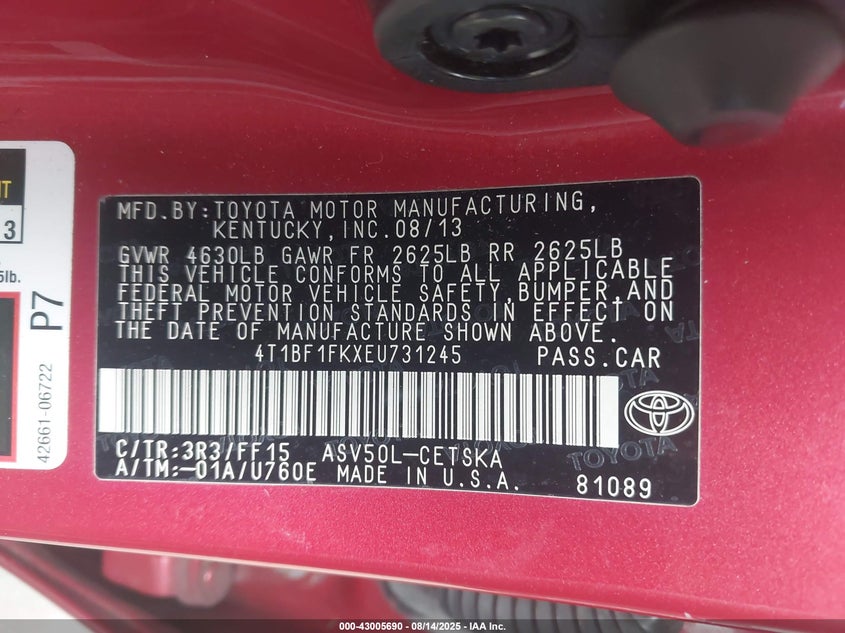 MFD.BY:TOYOTA MOTOR MANUFACTURING,
KENTUCKY,INC.08/13
GVWR 4630LB GAWR FR 2625LB RR 2625LB
THIS VEHICLE CONFORMS TO ALL APPLICABLE
FEDERAL MOTOR VEHICLE SAFETY,BUMPER,AND
THEFT PREVENTION STANDARDS IN EFFECT ON
THE DATE OF MANUFACTURE SHOWN ABOVE.
4T1BF1FKXEU731245 PASS.CAR
C/TR:3R3/FF15 ASV50L-CETSKA
A/TM:-01A/U760E MADE IN U.S.A. 81089
TOYOTA
3
5lb.
P7
42661-06722
000-43005690 - 08/14/2025 - IAA Inc.